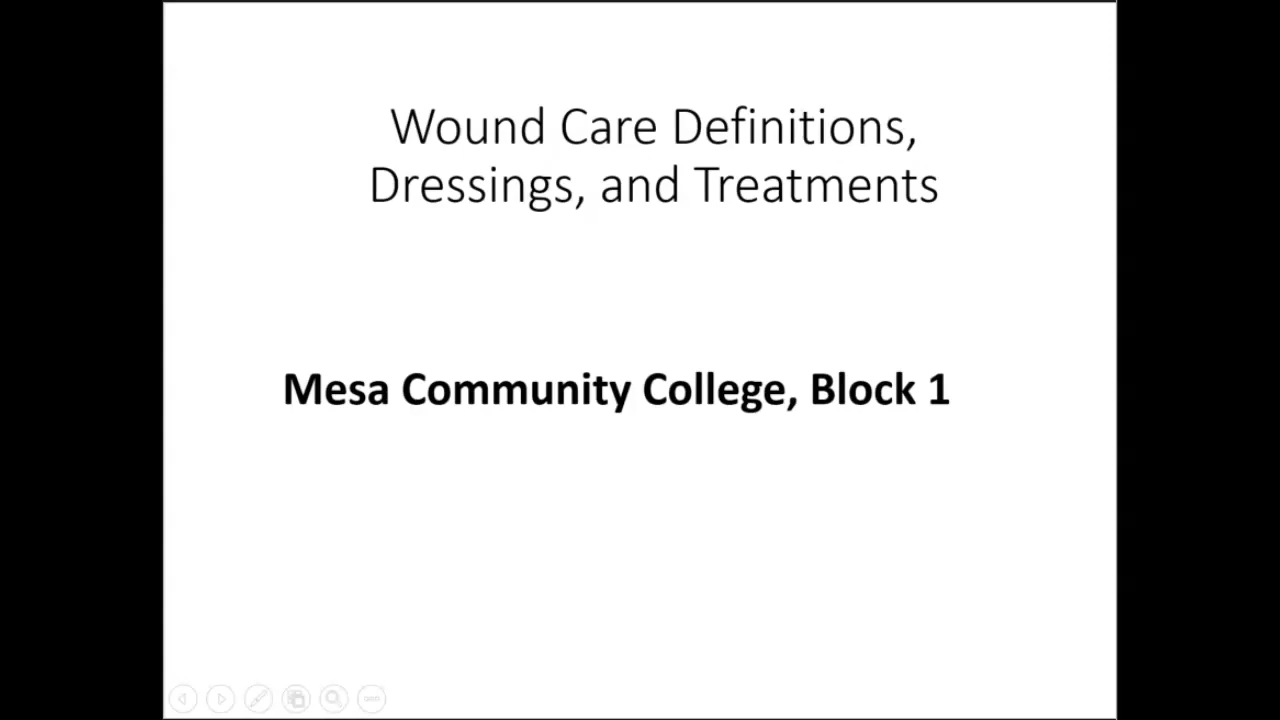 Wound Care Definitions,
Dressings, and Treatments
Mesa Community College, Block 1